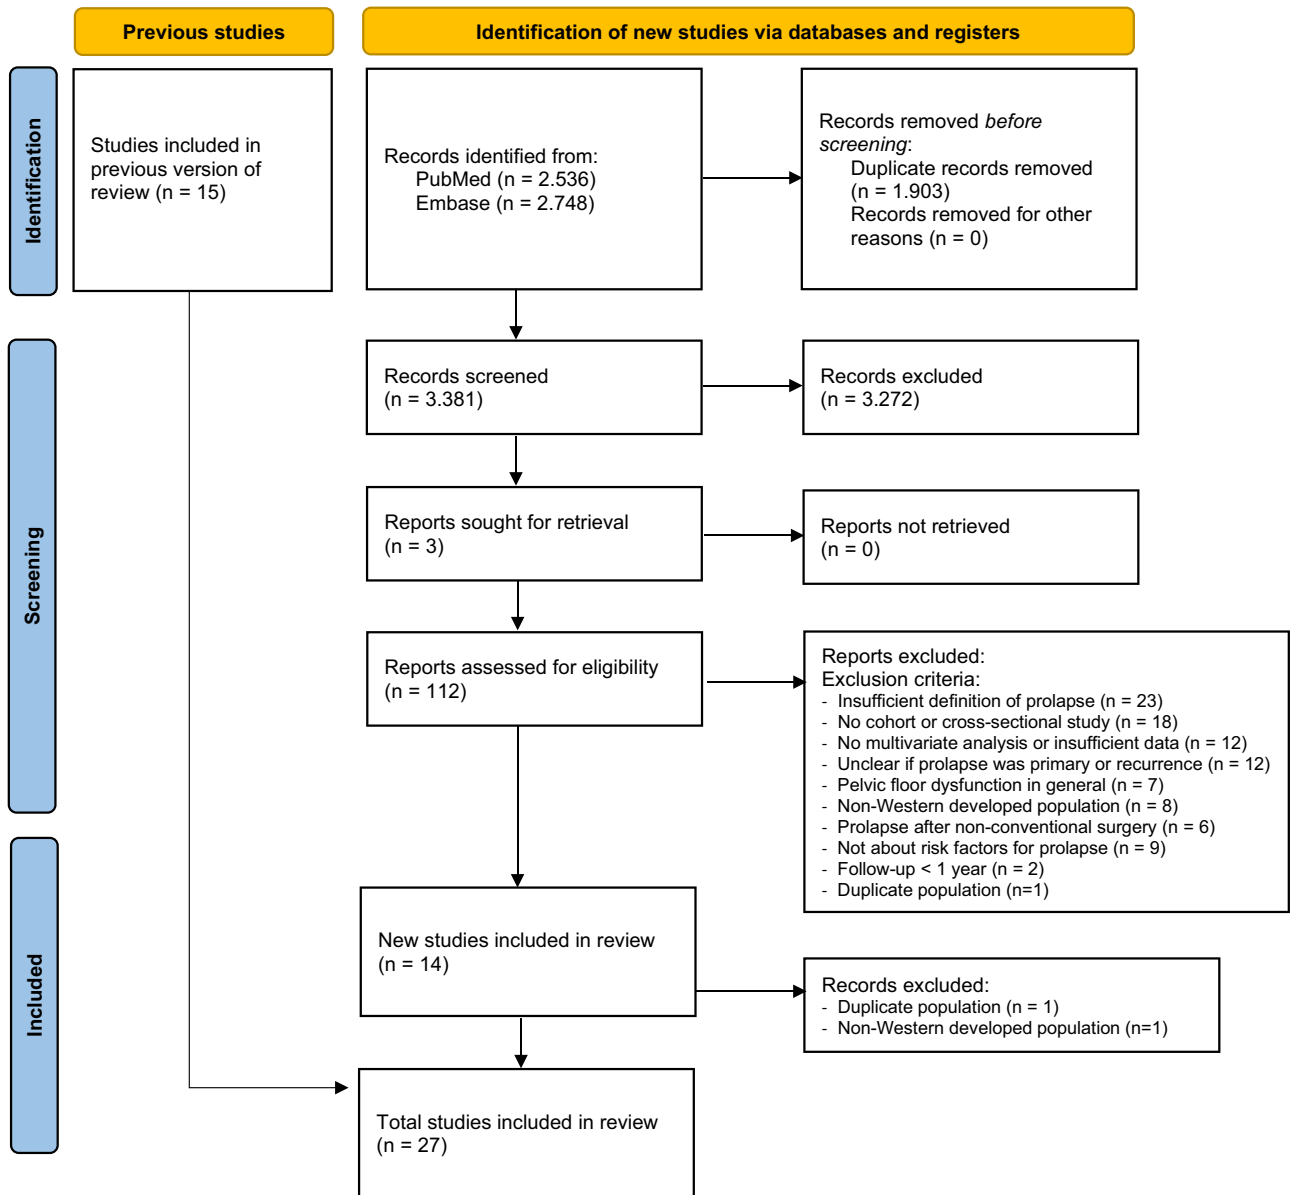 Previous studies
Identification of new studies via databases and registers
Identification
Studies included in
previous version of
review (n = 15)
Records identified from:
PubMed (n = 2.536)
Embase (n = 2.748)
Records removed before
screening:
Duplicate records removed
(n = 1.903)
Records removed for other
reasons (n = 0)
Screening
Records screened
(n = 3.381)
Records excluded
(n = 3.272)
Reports sought for retrieval
(n = 3)
Reports not retrieved
(n = 0)
Reports assessed for eligibility
(n = 112)
Reports excluded:
Exclusion criteria:
- Insufficient definition of prolapse (n = 23)
- No cohort or cross-sectional study (n = 18)
- No multivariate analysis or insufficient data (n = 12)
- Unclear if prolapse was primary or recurrence (n = 12)
- Pelvic floor dysfunction in general (n = 7)
- Non-Western developed population (n = 8)
- Prolapse after non-conventional surgery (n = 6)
- Not about risk factors for prolapse (n = 9)
- Follow-up < 1 year (n = 2)
- Duplicate population (n=1)
Included
New studies included in review
(n = 14)
Records excluded:
- Duplicate population (n = 1)
- Non-Western developed population (n=1)
Total studies included in review
(n = 27)